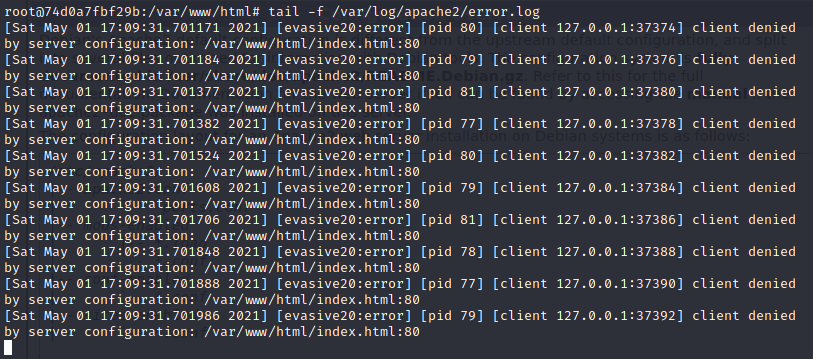 root@74d0a7fbf29b:/var/www/html# tail -f /var/log/apache2/error.log
[Sat May 01 17:09:31.701171 2021] [evasive20:error] [pid 80] [client 127.0.0.1:37374] client denied
by server configuration: /var/www/html/index.html:80
[Sat May 01 17:09:31.701184 2021] [evasive20:error] [pid 79] [client 127.0.0.1:37376] client denied
by server configuration: /var/www/html/index.html:80
[Sat May 01 17:09:31.701377 2021] [evasive20:error] [pid 81] [client 127.0.0.1:37380] client denied
by server configuration: /var/www/html/index.html:80
[Sat May 01 17:09:31.701382 2021] [evasive20:error] [pid 77] [client 127.0.0.1:37378] client denied
by server configuration: /var/www/html/index.html:80
[Sat May 01 17:09:31.701524 2021] [evasive20:error] [pid 80] [client 127.0.0.1:37382] client denied
by server configuration: /var/www/html/index.html:80
[Sat May 01 17:09:31.701608 2021] [evasive20:error] [pid 79] [client 127.0.0.1:37384] client denied
by server configuration: /var/www/html/index.html:80
[Sat May 01 17:09:31.701706 2021] [evasive20:error] [pid 81] [client 127.0.0.1:37386] client denied
by server configuration: /var/www/html/index.html:80
[Sat May 01 17:09:31.701848 2021] [evasive20:error] [pid 78] [client 127.0.0.1:37388] client denied
by server configuration: /var/www/html/index.html:80
[Sat May 01 17:09:31.701888 2021] [evasive20:error] [pid 77] [client 127.0.0.1:37390] client denied
by server configuration: /var/www/html/index.html:80
[Sat May 01 17:09:31.701986 2021] [evasive20:error] [pid 79] [client 127.0.0.1:37392] client denied
by server configuration: /var/www/html/index.html:80